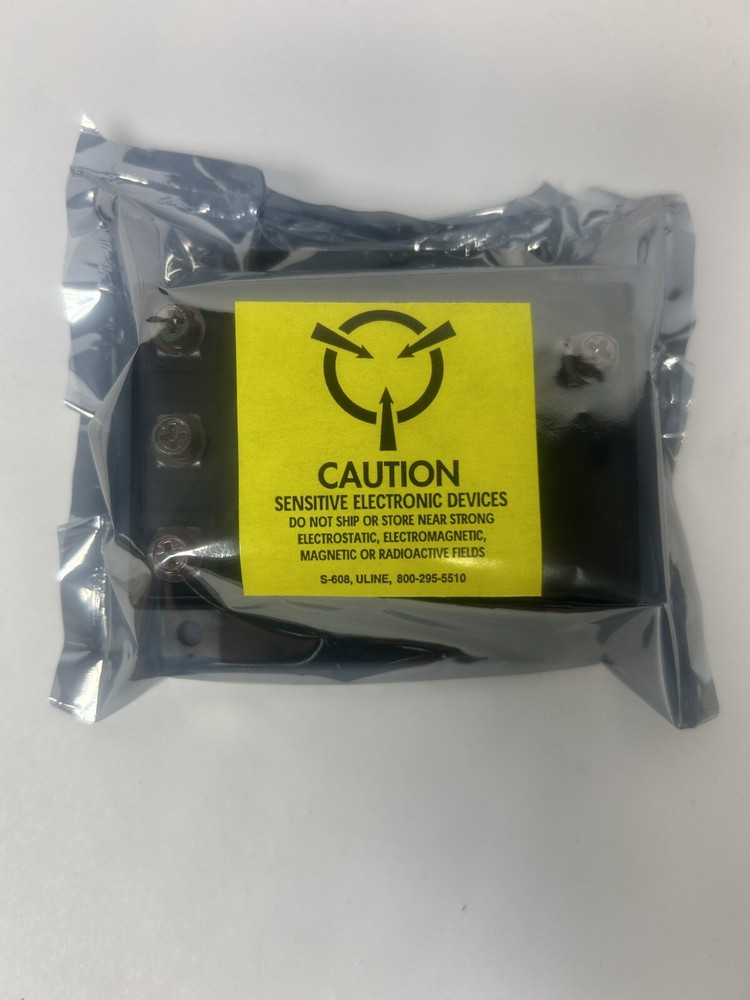 CAUTION
SENSITIVE ELECTRONIC DEVICES
DO NOT SHIP OR STORE NEAR STRONG
ELECTROSTATIC, ELECTROMAGNETIC,
MAGNETIC OR RADIOACTIVE FIELDS
S-608, ULINE, 800-295-5510